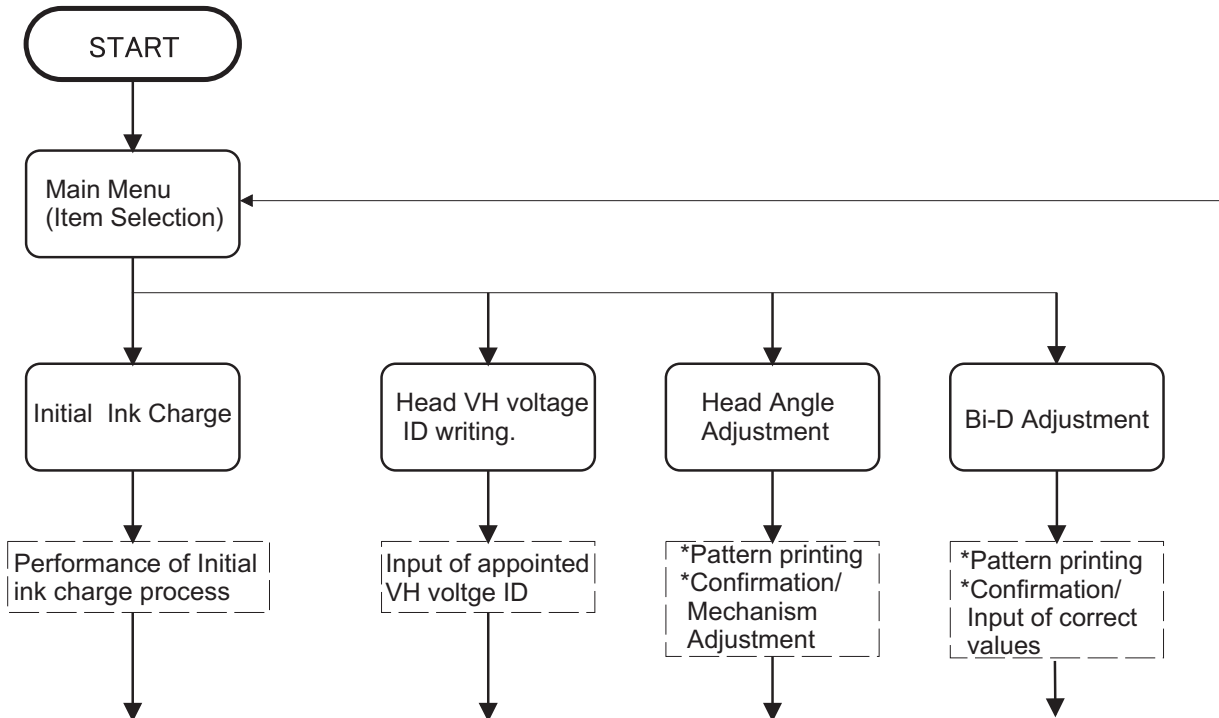 START
Main Menu
(Item Selection)
Initial Ink Charge
Head VH voltage
ID writing.
Head Angle
Adjustment
Bi-D Adjustment
Performance of Initial
ink charge process
Input of appointed
VH voltge ID
*Pattern printing
*Confirmation/
Mechanism
Adjustment
*Pattern printing
*Confirmation/
Input of correct
values